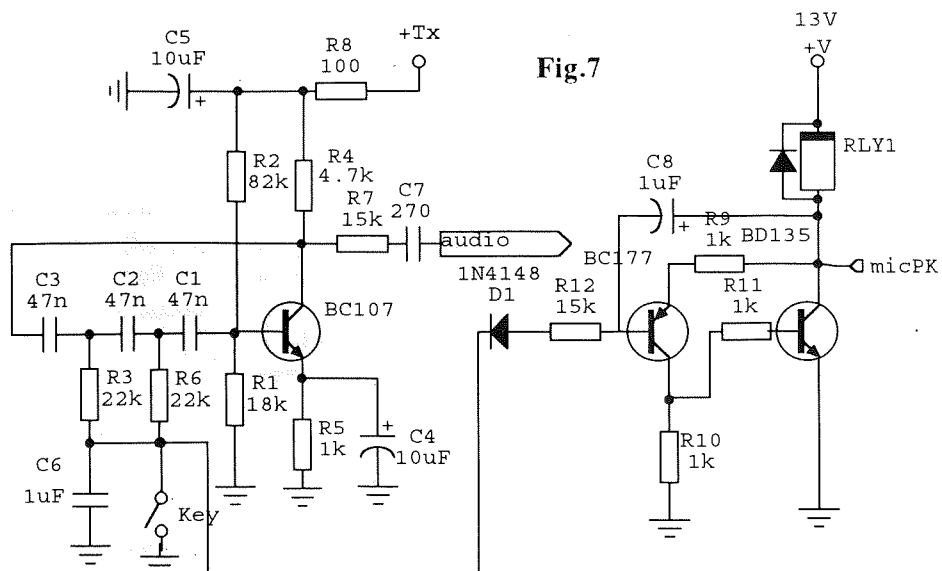 C5
10uF
+
R8
100
+Tx
Fig.7
13V
+V
RLY1
R2
82k
R4
4.7k
R7
15k
C7
270
audio
C8
1uF
+
R9
1k
BD135
micPK
BC177
1N4148
D1
R12
15k
R11
1k
C3
47n
C2
47n
C1
47n
BC107
R3
22k
R6
22k
R1
18k
R5
1k
+
C4
10uF
R10
1k
C6
1uF
Key